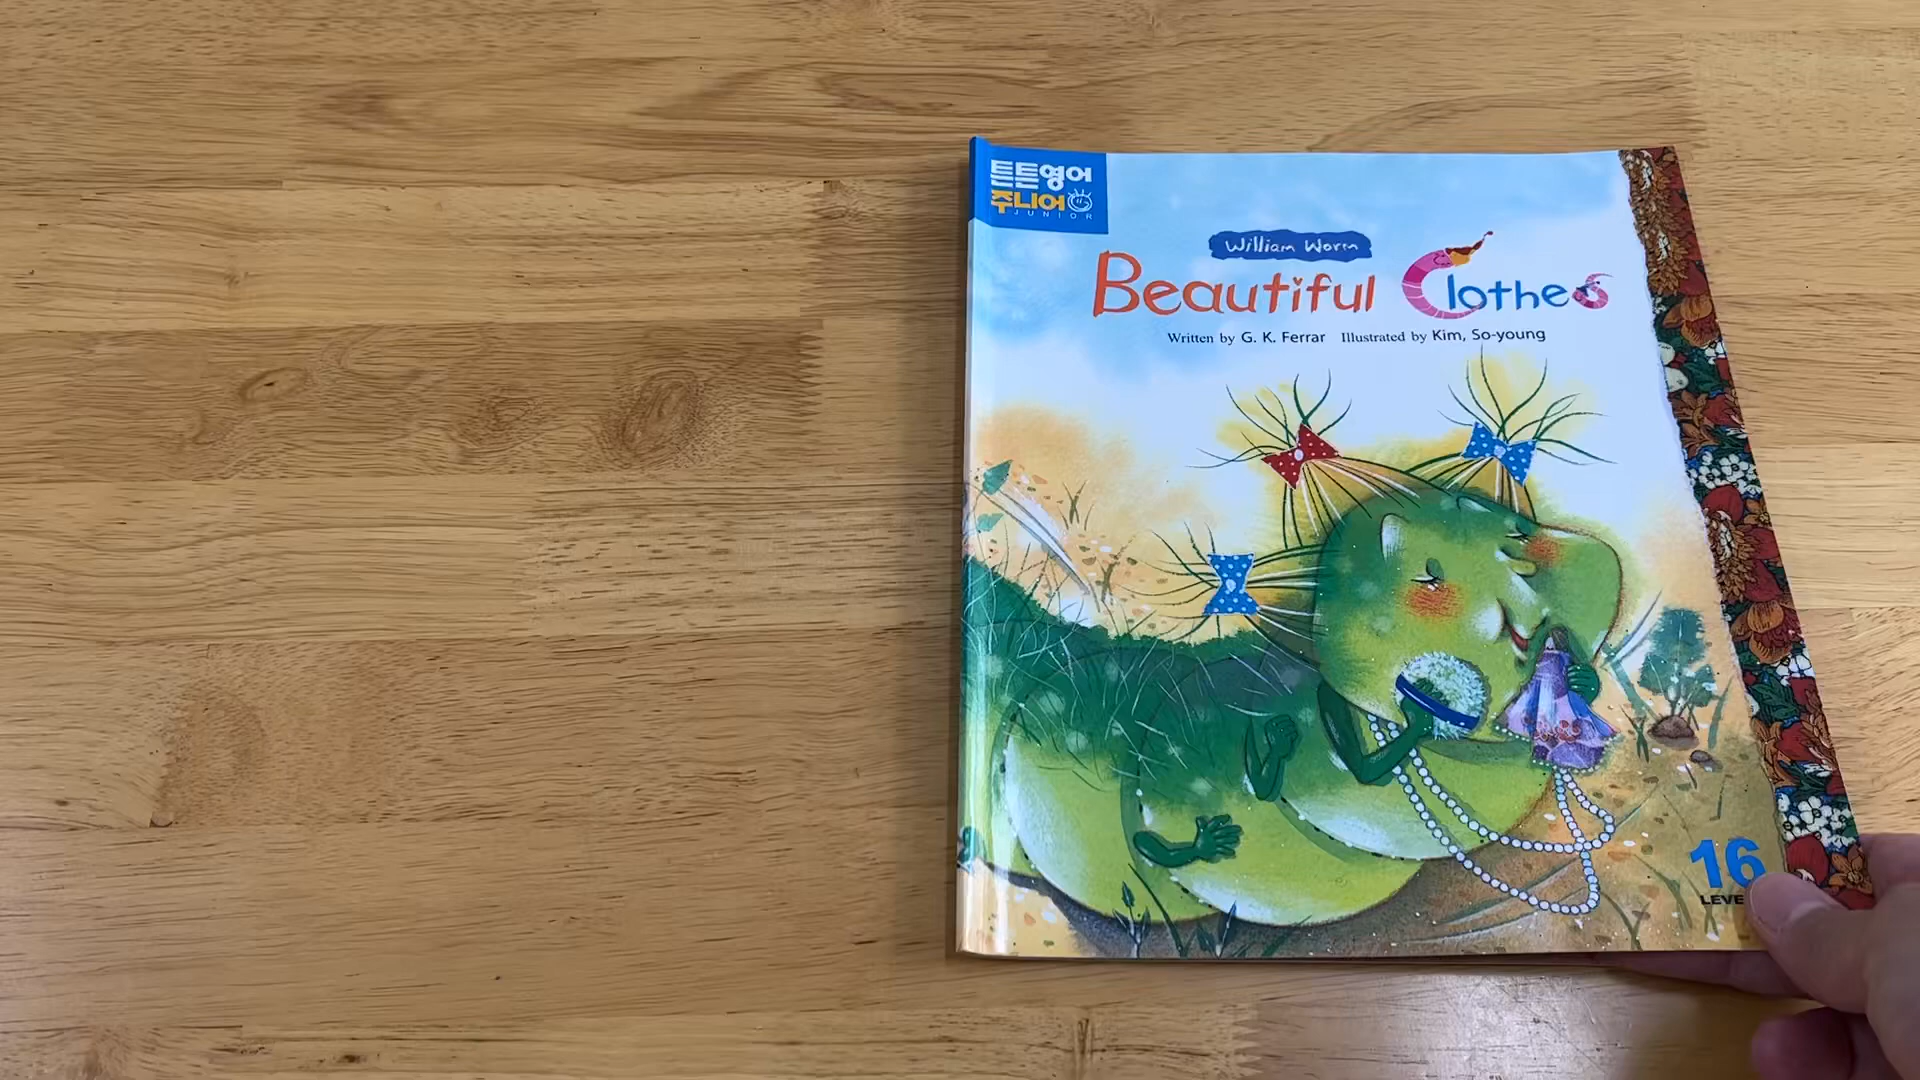 튼튼영어
주니어
JUNIOR
William Worm
Beautiful Clothes
Written by G. K. Ferrar Illustrated by Kim, So-young
16
LEVE